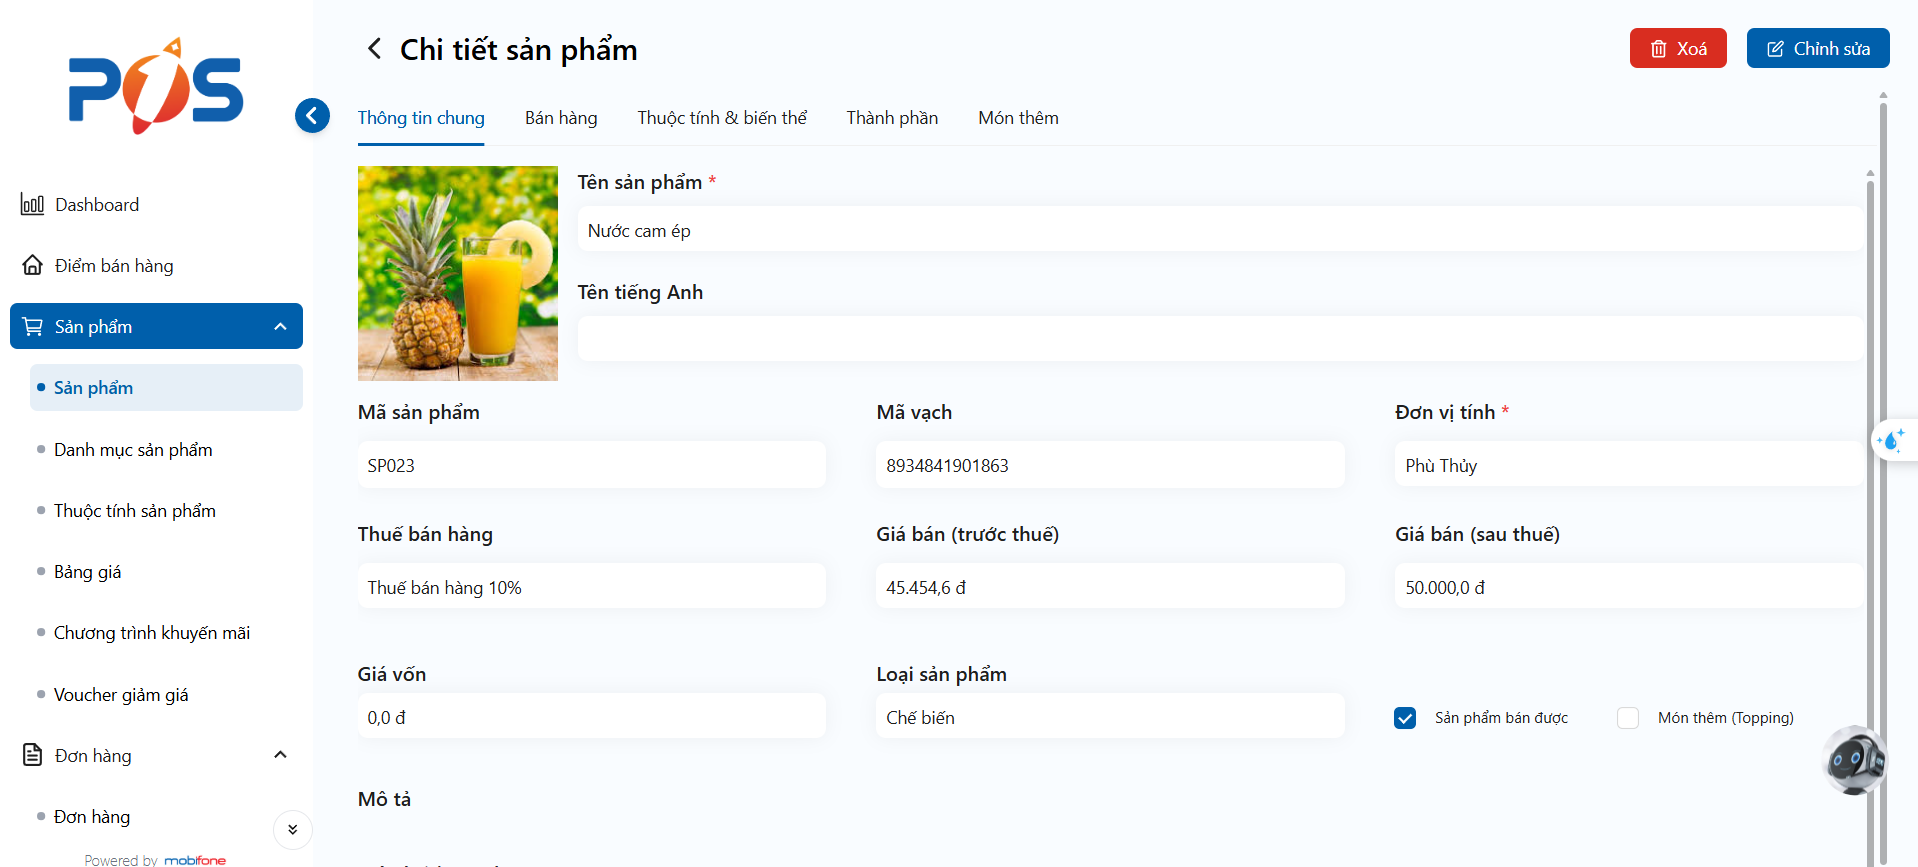 POS
Dashboard
Điểm bán hàng
Sản phẩm
Sản phẩm
Danh mục sản phẩm
Thuộc tính sản phẩm
Bảng giá
Chương trình khuyến mãi
Voucher giảm giá
Đơn hàng
Đơn hàng
Powered by mobifone
Chi tiết sản phẩm
Xoá
Chỉnh sửa
Thông tin chung
Bán hàng
Thuộc tính & biến thể
Thành phần
Món thêm
Tên sản phẩm *
Nước cam ép
Tên tiếng Anh
Mã sản phẩm
SP023
Mã vạch
8934841901863
Đơn vị tính *
Phù Thủy
Thuế bán hàng
Thuế bán hàng 10%
Giá bán (trước thuế)
45.454,6 đ
Giá bán (sau thuế)
50.000,0 đ
Giá vốn
0,0 đ
Loại sản phẩm
Chế biến
Sản phẩm bán được
Món thêm (Topping)
Mô tả